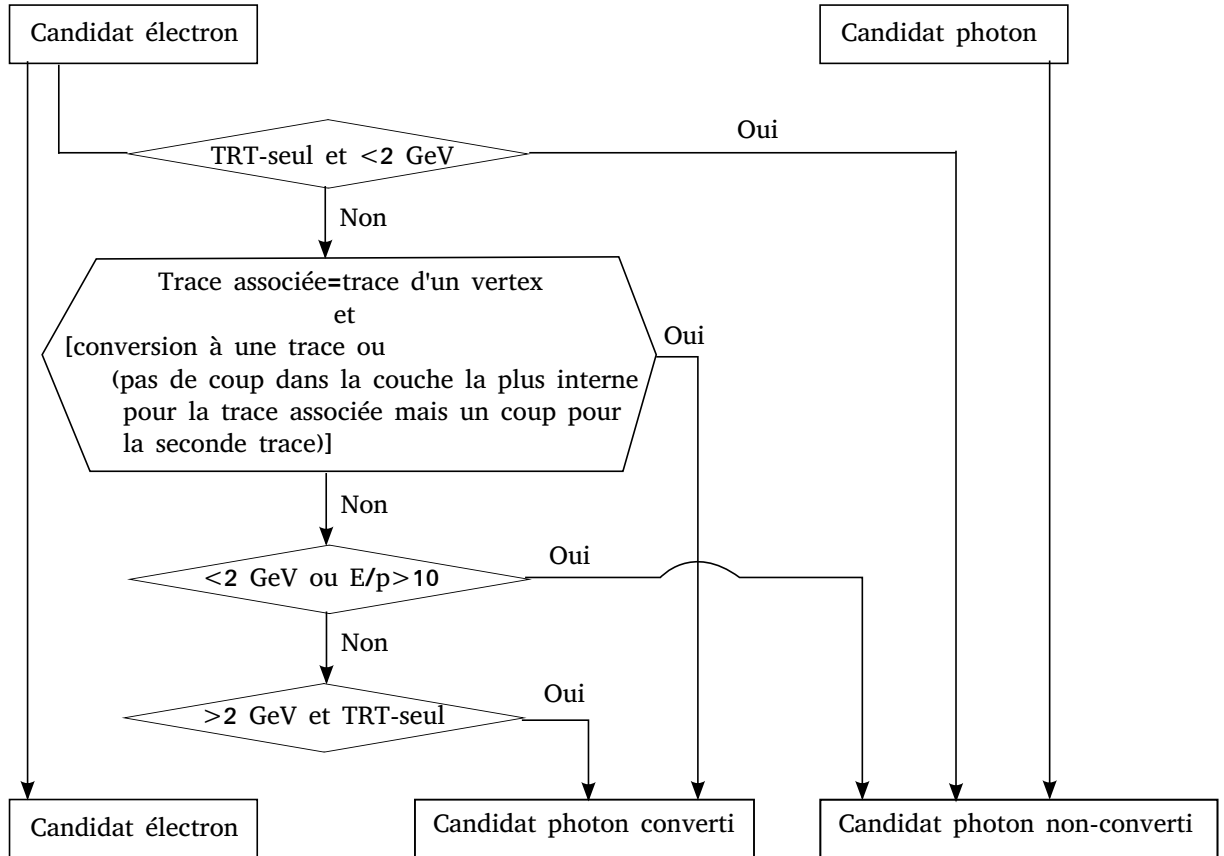 Candidat électron
Candidat photon
Oui
TRT-seul et <2 GeV
Non
Trace associée=trace d'un vertex
et
[conversion à une trace ou
(pas de coup dans la couche la plus interne
pour la trace associée mais un coup pour
la seconde trace)]
Oui
Non
<2 GeV ou E/p>10
Oui
Non
>2 GeV et TRT-seul
Oui
Candidat électron
Candidat photon converti
Candidat photon non-converti